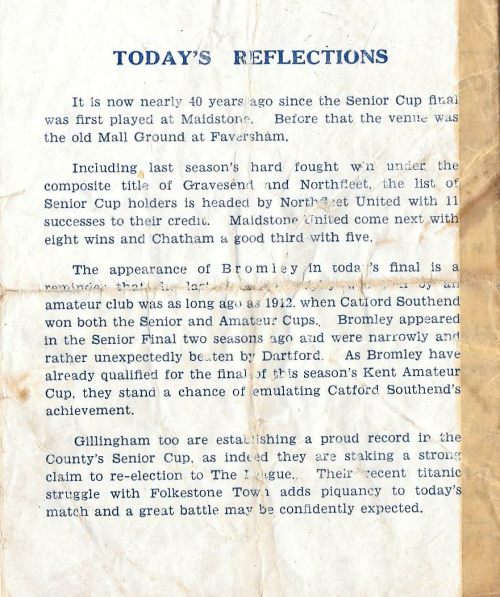 TODAY'S REFLECTIONS
It is now nearly 40 years ago since the Senior Cup final
was first played at Maidstone. Before that the venue was
the old Mall Ground at Faversham.
Including last season's hard fought win under the
composite title of Gravesend and Northfleet, the list of
Senior Cup holders is headed by Northfleet United with 11
successes to their credit. Maidstone United come next with
eight wins and Chatham a good third with five.
The appearance of Bromley in today's final is a
reminder that the last by an
amateur club was as long ago as 1912, when Catford Southend
won both the Senior and Amateur Cups. Bromley appeared
in the Senior Final two seasons ago and were narrowly and
rather unexpectedly beaten by Dartford. As Bromley have
already qualified for the final of this season's Kent Amateur
Cup, they stand a chance of emulating Catford Southend's
achievement.
Gillingham too are establishing a proud record in the
County's Senior Cup, as indeed they are staking a strong
claim to re-election to The League. Their recent titanic
struggle with Folkestone Town adds piquancy to today's
match and a great battle may be confidently expected.